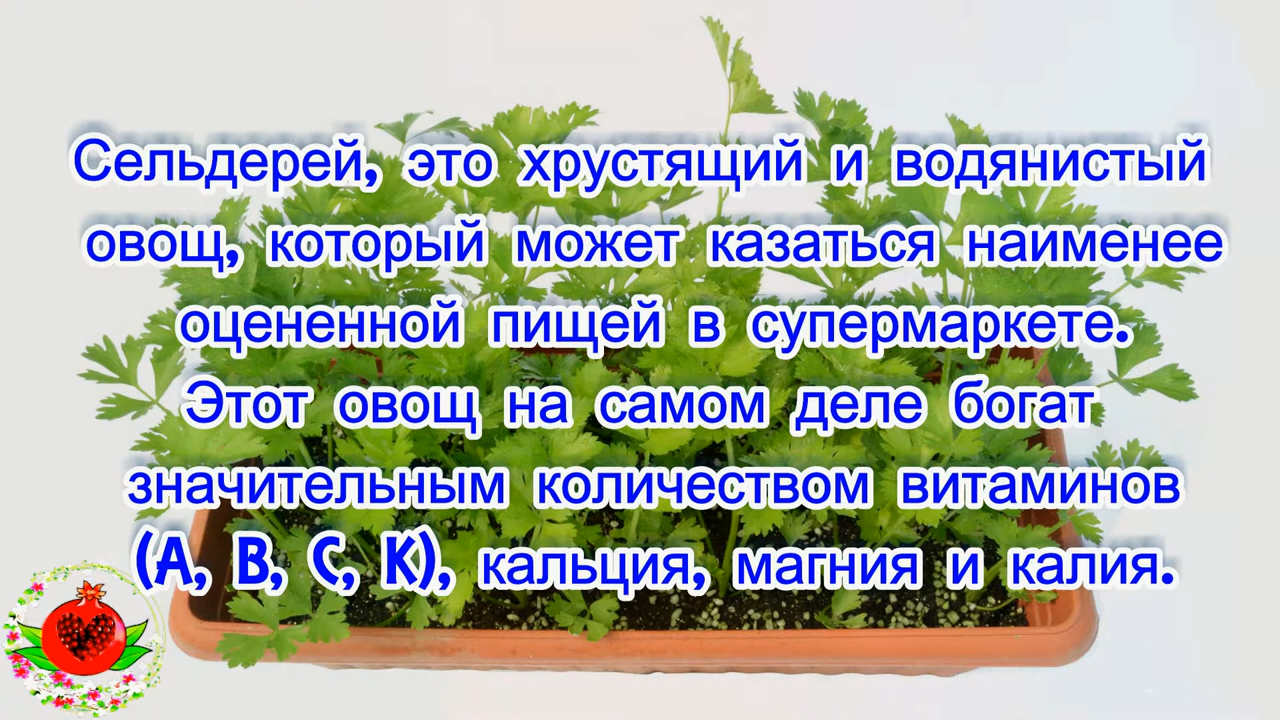 Сельдерей, это хрустящий и водянистый
овощ, который может казаться наименее
оцененной пищей в супермаркете.
Этот овощ на самом деле богат
значительным количеством витаминов
(A, B, C, K), кальция, магния и калия.